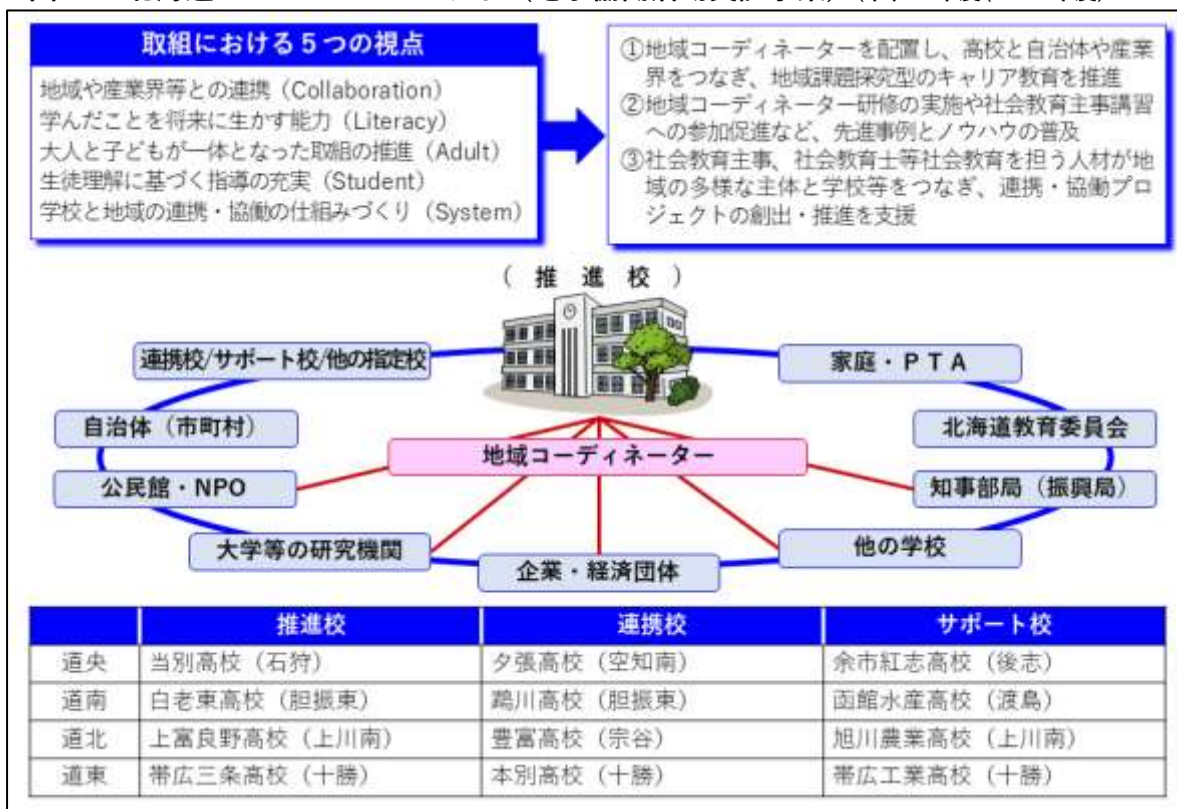 取組における５つの視点
地域や産業界等との連携（Collaboration）
学んだことを将来に生かす能力（Literacy）
大人と子どもが一体となった取組の推進（Adult）
生徒理解に基づく指導の充実（Student）
学校と地域の連携・協働の仕組みづくり（System）
①地域コーディネーターを配置し、高校と自治体や産業
界をつなぎ、地域課題探究型のキャリア教育を推進
②地域コーディネーター研修の実施や社会教育主事講習
への参加促進など、先進事例とノウハウの普及
③社会教育主事、社会教育士等社会教育を担う人材が地
域の多様な主体と学校等をつなぎ、連携・協働プロ
ジェクトの創出・推進を支援
（ 推 進 校 ）
連携校/サポート校/他の指定校
家庭・ＰＴＡ
自治体（市町村）
北海道教育委員会
地域コーディネーター
公民館・NPO
知事部局（振興局）
大学等の研究機関
他の学校
企業・経済団体
推進校 連携校 サポート校
道央 当別高校（石狩） 夕張高校（空知南） 余市紅志高校（後志）
道南 白老東高校（胆振東） 鵡川高校（胆振東） 函館水産高校（渡島）
道北 上富良野高校（上川南） 豊富高校（宗谷） 旭川農業高校（上川南）
道東 帯広三条高校（十勝） 本別高校（十勝） 帯広工業高校（十勝）